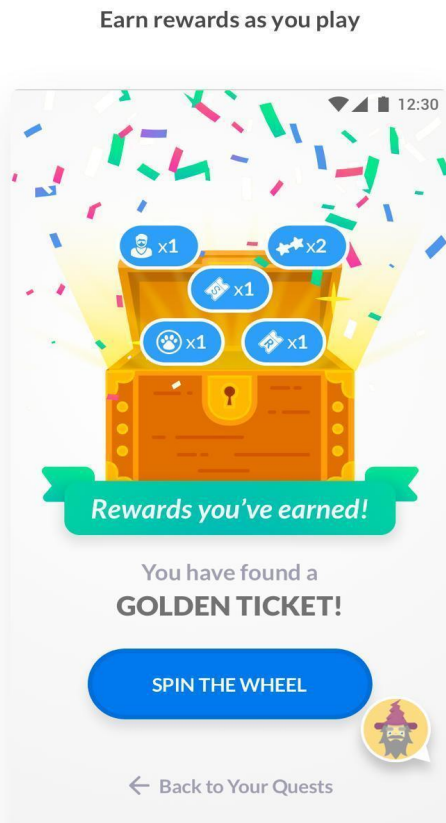 Earn rewards as you play
12:30
x1
x2
S x1
x1
R x1
Rewards you've earned!
You have found a
GOLDEN TICKET!
SPIN THE WHEEL
← Back to Your Quests